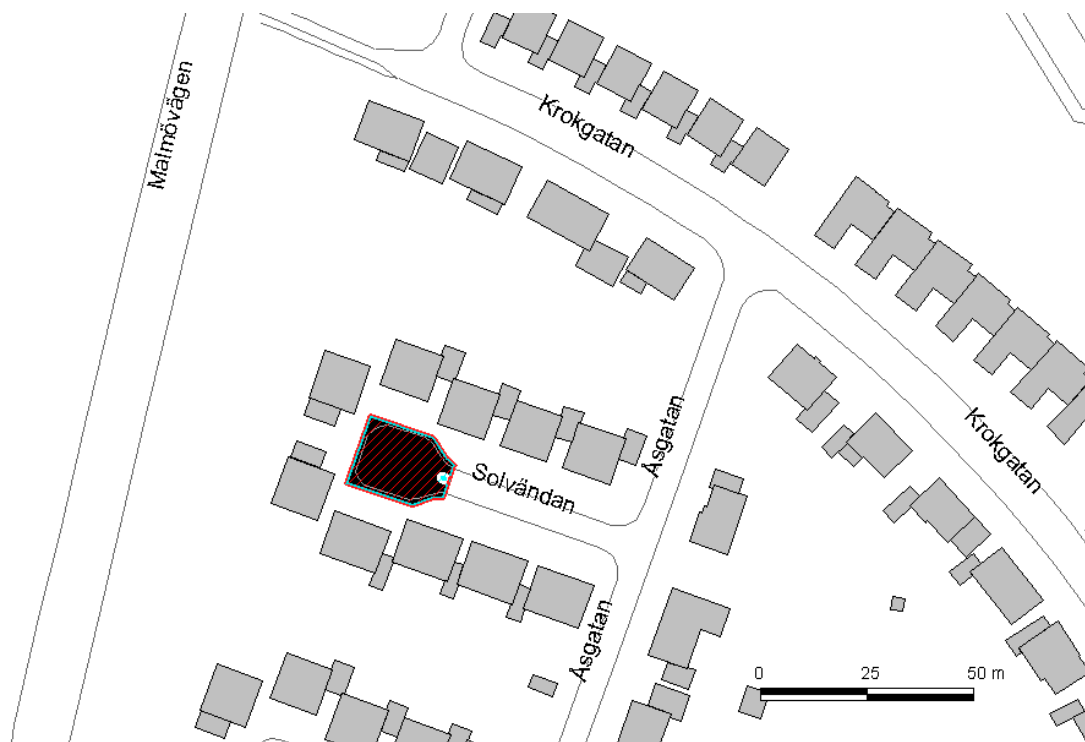 Malmövägen
Krokgatan
Åsgatan
Krokgatan
Solvändan
Åsgatan
0 25 50 m